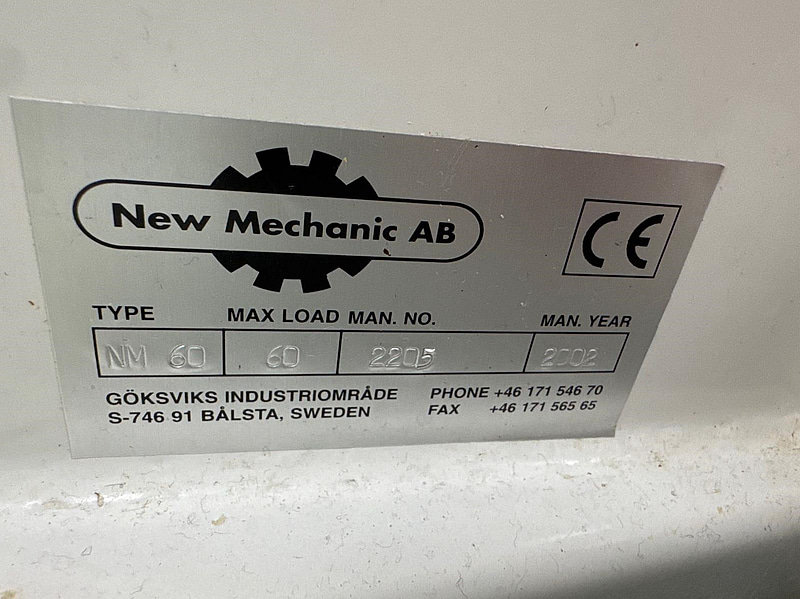 New Mechanic AB
CE
TYPE MAX LOAD MAN. NO. MAN. YEAR
NM 60 60 2205 2002
GÖKSVIKS INDUSTRIOMRÅDE PHONE +46 171 546 70
S-746 91 BÅLSTA, SWEDEN FAX +46 171 565 65